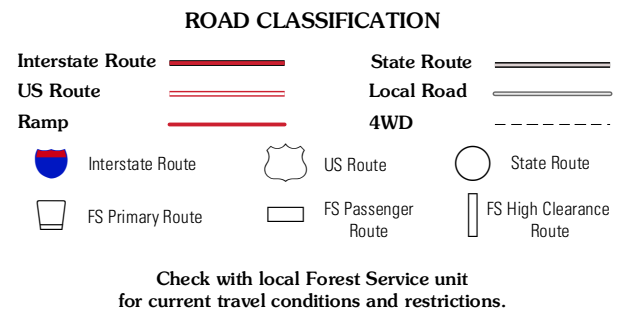 ROAD CLASSIFICATION
Interstate Route
State Route
US Route
Local Road
Ramp
4WD
Interstate Route
US Route
State Route
FS Primary Route
FS Passenger
Route
FS High Clearance
Route
Check with local Forest Service unit
for current travel conditions and restrictions.